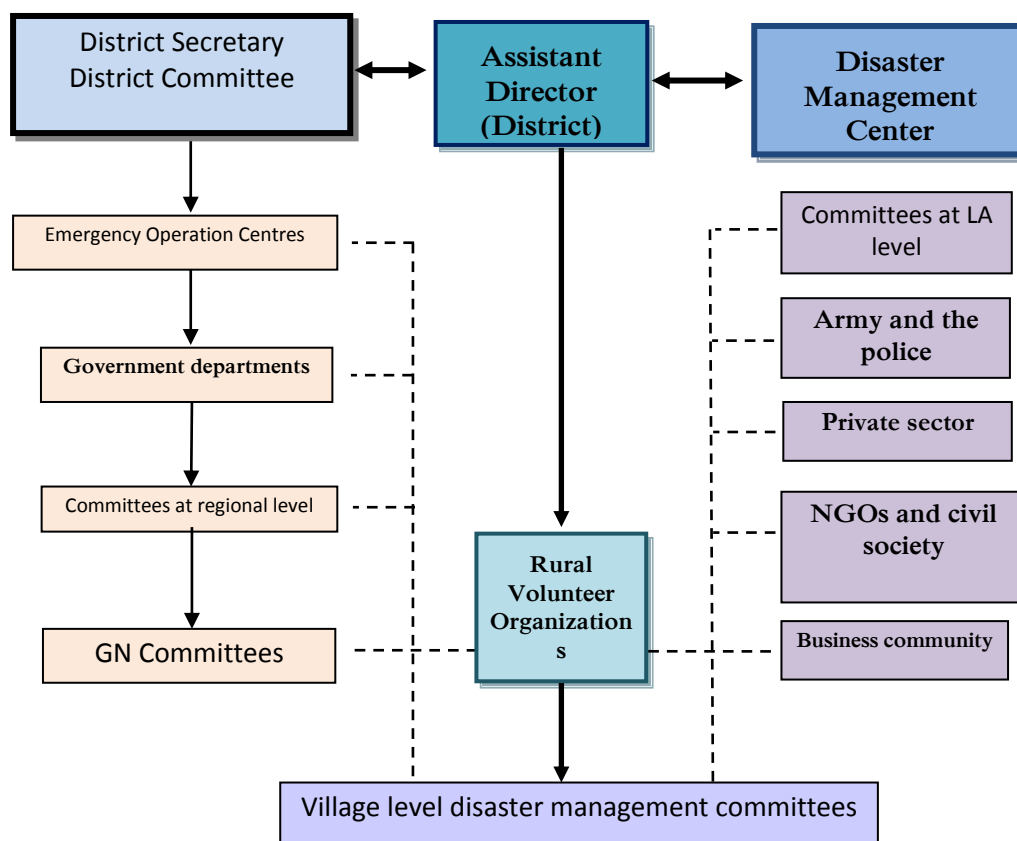 District Secretary
District Committee
Assistant
Director
(District)
Disaster
Management
Center
Emergency Operation Centres
Government departments
Committees at regional level
GN Committees
Rural
Volunteer
Organization
s
Committees at LA
level
Army and the
police
Private sector
NGOs and civil
society
Business community
Village level disaster management committees